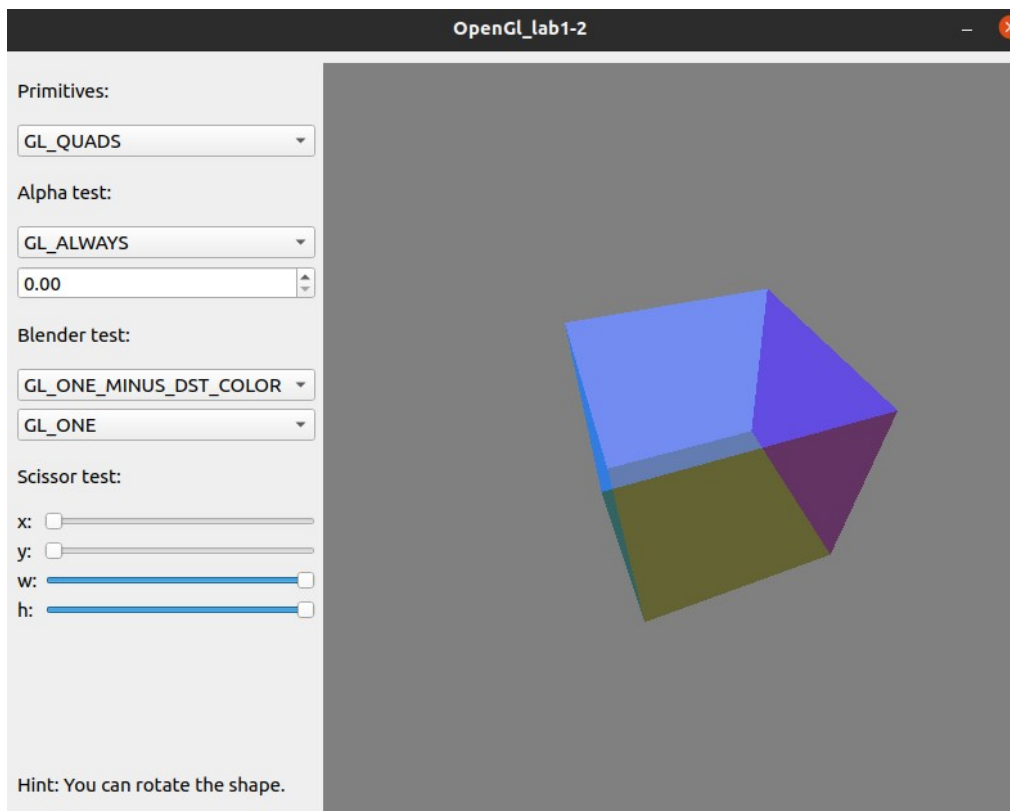 OpenGl_lab1-2
Primitives:
GL_QUADS
Alpha test:
GL_ALWAYS
0.00
Blender test:
GL_ONE_MINUS_DST_COLOR
GL_ONE
Scissor test:
x:
y:
w:
h:
Hint: You can rotate the shape.